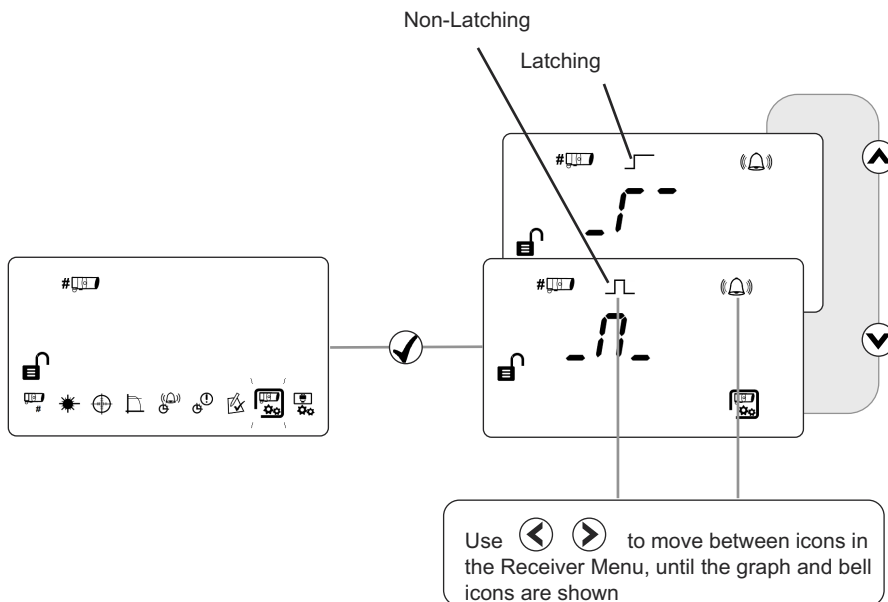 Non-Latching
Latching
#
#
#
#
Use to move between icons in
the Receiver Menu, until the graph and bell
icons are shown